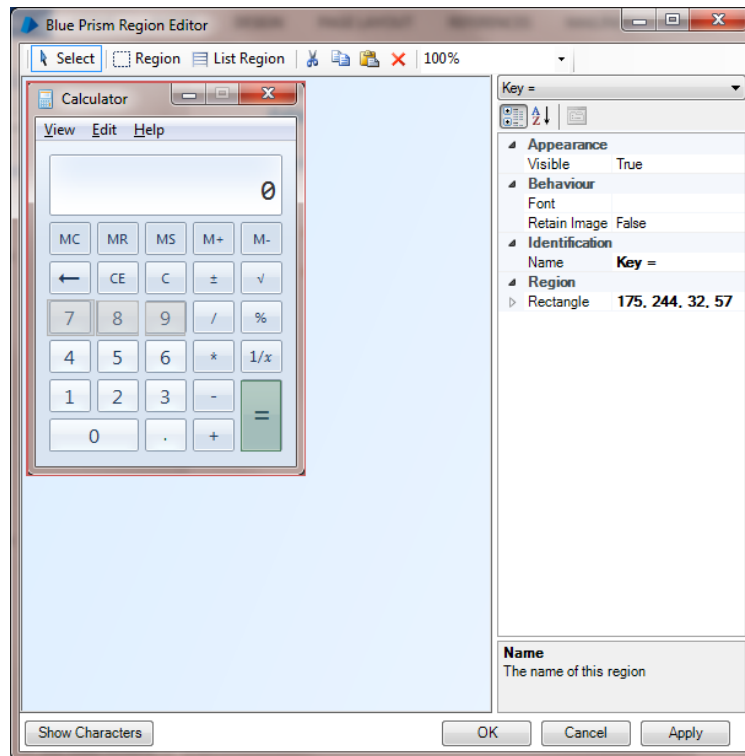 Blue Prism Region Editor
Select Region List Region 100%
Calculator
View Edit Help
0
MC MR MS M+ M-
← CE C ± √
7 8 9 / %
4 5 6 * 1/x
1 2 3 - =
0 . +
Key =
Appearance
Visible True
Behaviour
Font
Retain Image False
Identification
Name Key =
Region
Rectangle 175, 244, 32, 57
Name
The name of this region
Show Characters OK Cancel Apply